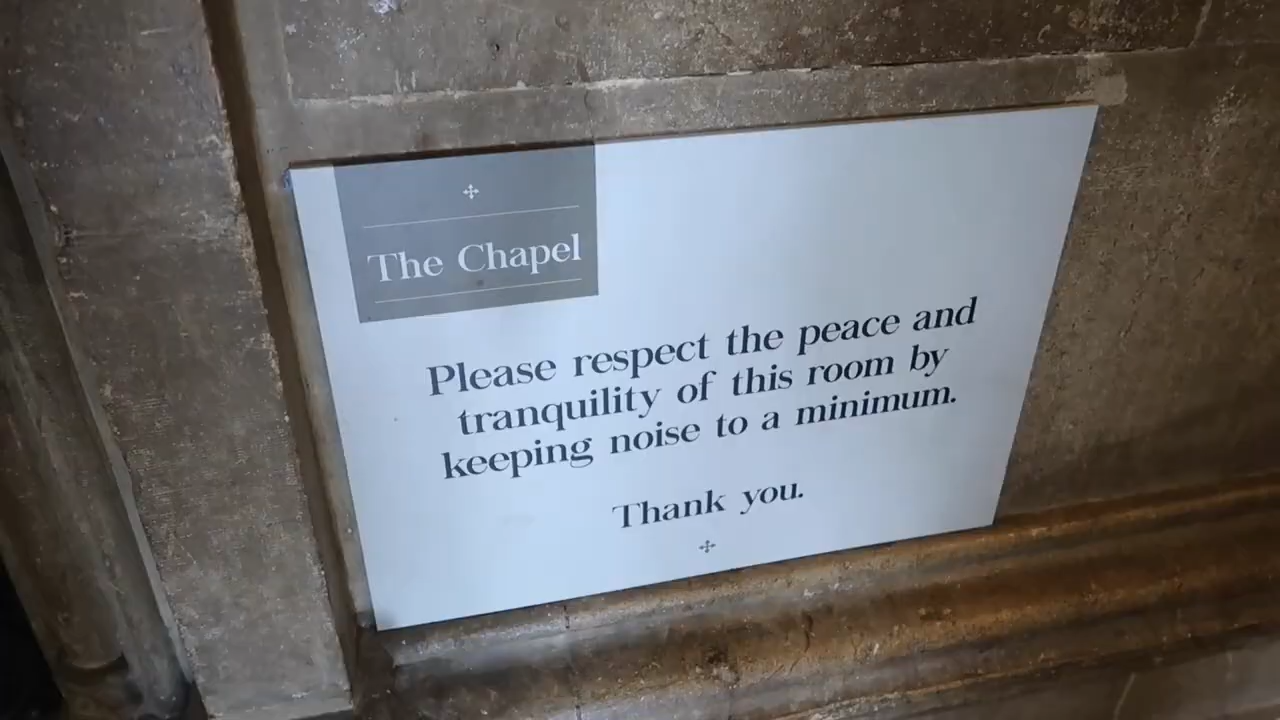 The Chapel
Please respect the peace and
tranquility of this room by
keeping noise to a minimum.
Thank you.